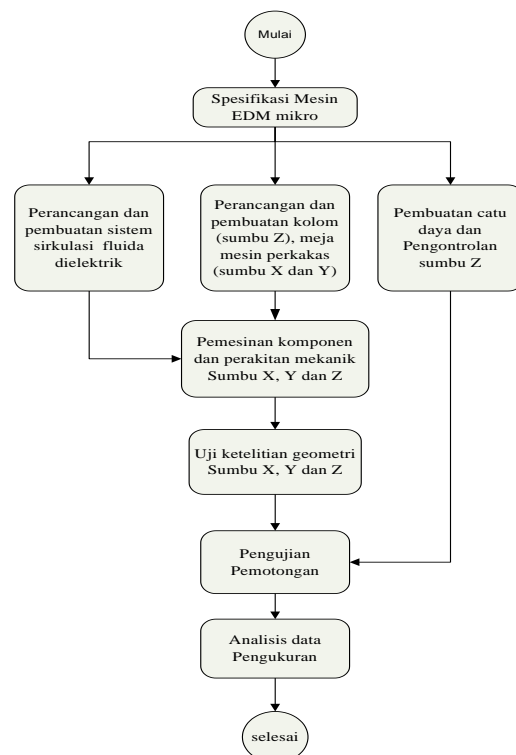 Mulai
Spesifikasi Mesin
EDM mikro
Perancangan dan
pembuatan sistem
sirkulasi fluida
dielektrik
Perancangan dan
pembuatan kolom
(sumbu Z), meja
mesin perkakas
(sumbu X dan Y)
Pembuatan catu
daya dan
Pengontrolan
sumbu Z
Pemesinan komponen
dan perakitan mekanik
Sumbu X, Y dan Z
Uji ketelitian geometri
Sumbu X, Y dan Z
Pengujian
Pemotongan
Analisis data
Pengukuran
selesai